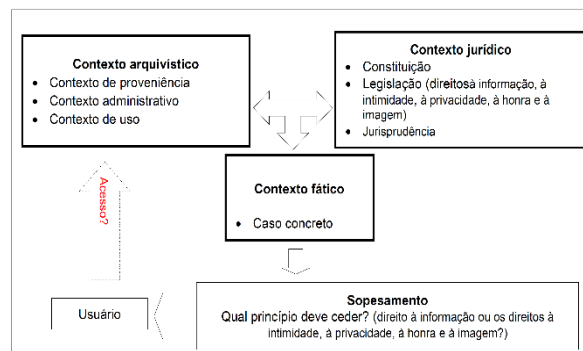 Contexto arquivístico
• Contexto de proveniência
• Contexto administrativo
• Contexto de uso
Contexto jurídico
• Constituição
• Legislação (direitosà informação, à
intimidade, à privacidade, à honra e à
imagem)
• Jurisprudência
1
Contexto fático
• Caso concreto
Acesso?
Usuário
Sopesamento
Qual princípio deve ceder? (direito à informação ou os direitos à
intimidade, à privacidade, à honra e à imagem?)